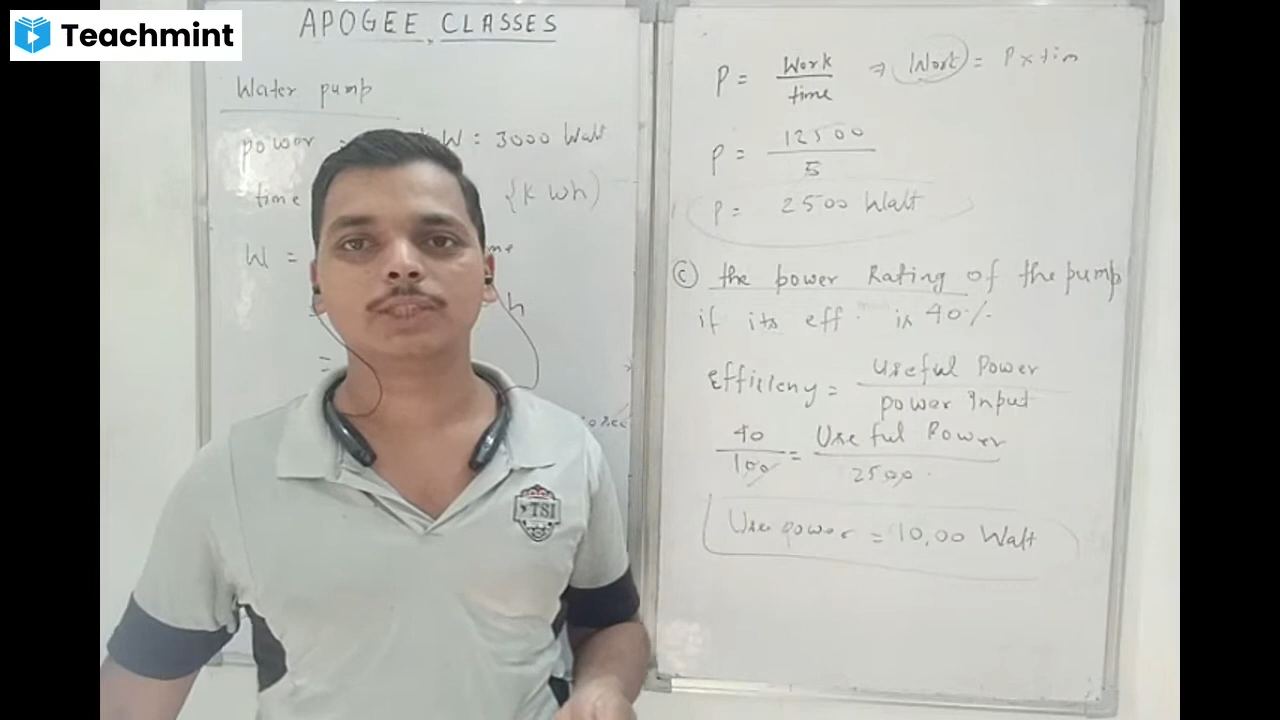 Teachmint
APOGEE CLASSES
Water pump
power = W = 3000 Watt
time {k wh)
W =
h
=
TSI
P = Work / time ⇒ Work = P x tim
P = 12500 / 5
P = 2500 Watt
(c) the power Rating of the pump
if its eff. is 40%
Efficieny = Useful Power / power Input
40 / 100 = Useful Power / 2500
Use power = 10,00 Watt